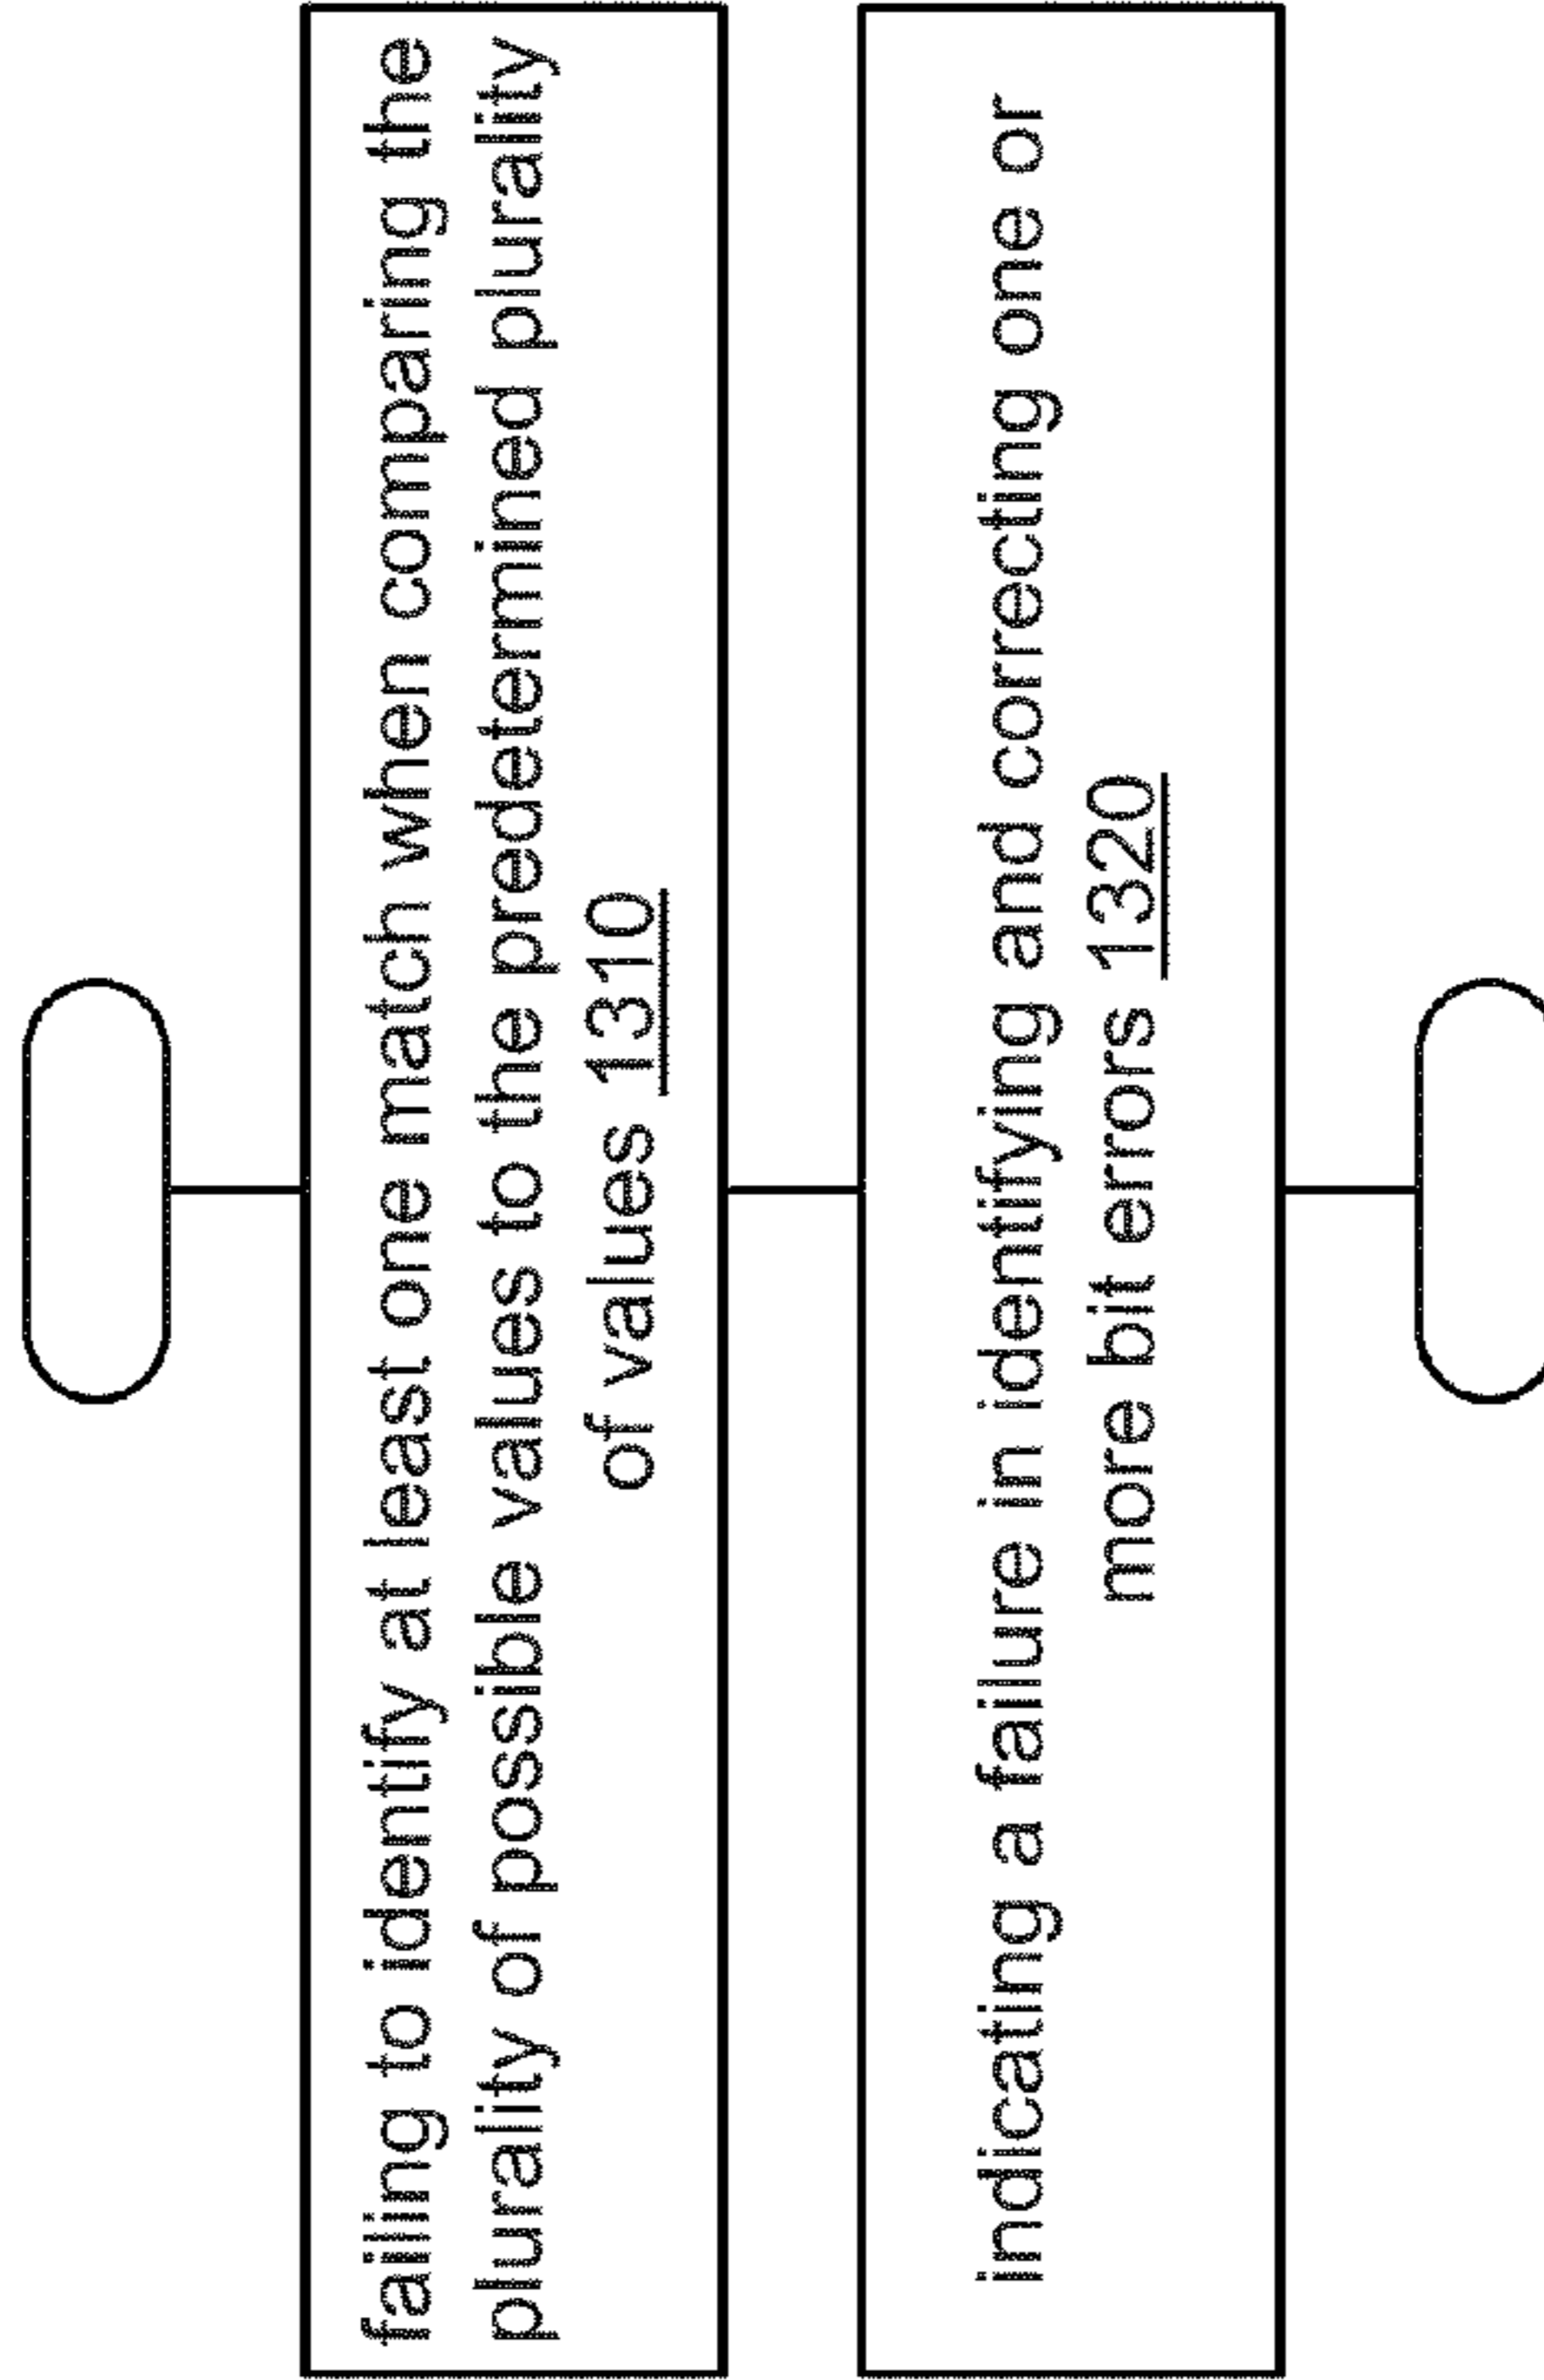 failing to identify at least one match when comparing the
plurality of possible values to the predetermined plurality
of values 1310
indicating a failure in identifying and correcting one or
more bit errors 1320